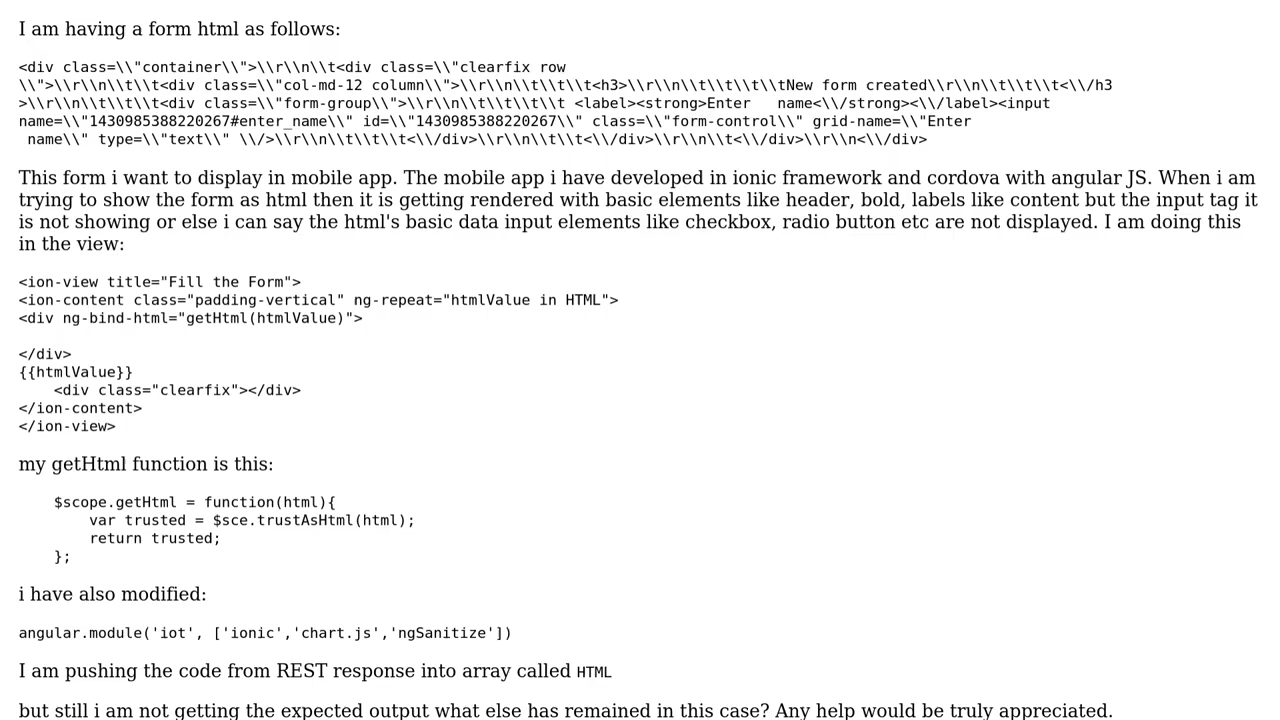 I am having a form html as follows:
<div class=\\"container\\">\\r\\n\\t<div class=\\"clearfix row
\\">\\r\\n\\t\\t<div class=\\"col-md-12 column\\">\\r\\n\\t\\t\\t<h3>\\r\\n\\t\\t\\t\\tNew form created\\r\\n\\t\\t\\t<\\/h3
>\\r\\n\\t\\t\\t<div class=\\"form-group\\">\\r\\n\\t\\t\\t\\t <label><strong>Enter   name<\\/strong><\\/label><input
name=\\"1430985388220267#enter_name\\" id=\\"1430985388220267\\" class=\\"form-control\\" grid-name=\\"Enter
 name\\" type=\\"text\\" \\/>\\r\\n\\t\\t\\t<\\/div>\\r\\n\\t\\t<\\/div>\\r\\n\\t<\\/div>\\r\\n<\\/div>
This form i want to display in mobile app. The mobile app i have developed in ionic framework and cordova with angular JS. When i am
trying to show the form as html then it is getting rendered with basic elements like header, bold, labels like content but the input tag it
is not showing or else i can say the html's basic data input elements like checkbox, radio button etc are not displayed. I am doing this
in the view:
<ion-view title="Fill the Form">
<ion-content class="padding-vertical" ng-repeat="htmlValue in HTML">
<div ng-bind-html="getHtml(htmlValue)">
</div>
{{htmlValue}}
    <div class="clearfix"></div>
</ion-content>
</ion-view>
my getHtml function is this:
    $scope.getHtml = function(html){
        var trusted = $sce.trustAsHtml(html);
        return trusted;
    };
i have also modified:
angular.module('iot', ['ionic','chart.js','ngSanitize'])
I am pushing the code from REST response into array called HTML
but still i am not getting the expected output what else has remained in this case? Any help would be truly appreciated.